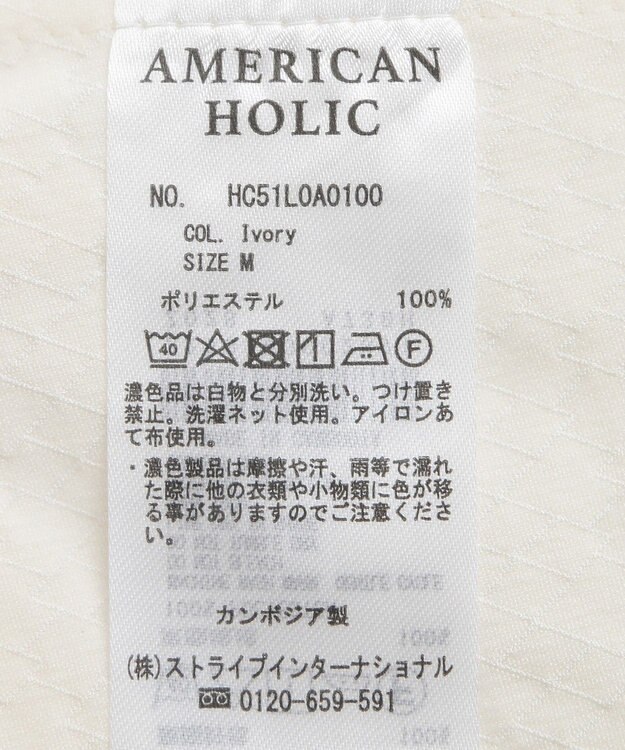 AMERICAN
HOLIC
NO. HC51L0A0100
COL. Ivory
SIZE M
ポリエステル 100%
40 F
濃色品は白物と分別洗い。つけ置き
禁止。洗濯ネット使用。アイロンあ
て布使用。
・濃色製品は摩擦や汗、雨等で濡れ
た際に他の衣類や小物類に色が移
る事がありますのでご注意くださ
い。
カンボジア製
(株)ストライプインターナショナル
0120-659-591